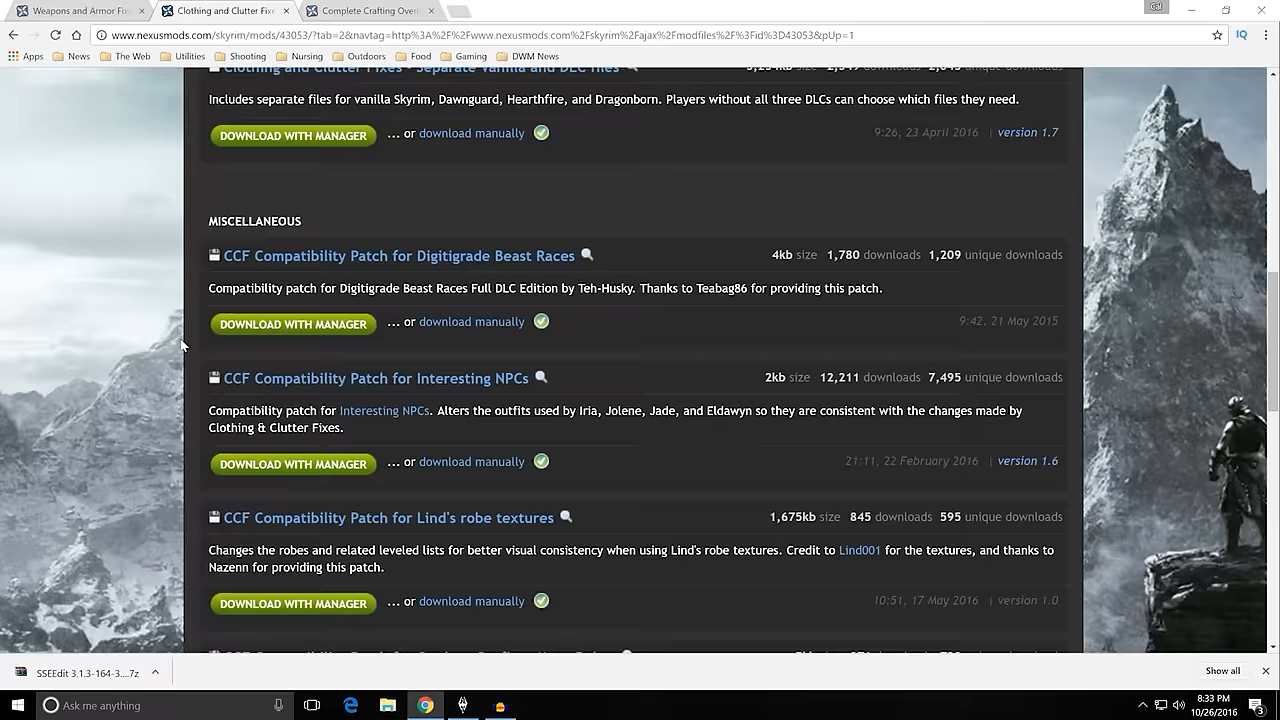 Weapons and Armor Fix
Clothing and Clutter Fixe
Complete Crafting Over
www.nexusmods.com/skyrim/mods/43053/?tab=2&navtag=http%3A%2F%2Fwww.nexusmods.com%2Fskyrim%2Fajax%2Fmodfiles%2F%3Fid%3D43053&pUp=1
Apps News The Web Utilities Shooting Nursing Outdoors Food Gaming DWM News
Clothing and Clutter Fixes - Separate Vanilla and DLC files
Includes separate files for vanilla Skyrim, Dawnguard, Hearthfire, and Dragonborn. Players without all three DLCs can choose which files they need.
DOWNLOAD WITH MANAGER ... or download manually 9:26, 23 April 2016 | version 1.7
MISCELLANEOUS
CCF Compatibility Patch for Digitigrade Beast Races 4kb size 1,780 downloads 1,209 unique downloads
Compatibility patch for Digitigrade Beast Races Full DLC Edition by Teh-Husky. Thanks to Teabag86 for providing this patch.
DOWNLOAD WITH MANAGER ... or download manually 9:42, 21 May 2015
CCF Compatibility Patch for Interesting NPCs 2kb size 12,211 downloads 7,495 unique downloads
Compatibility patch for Interesting NPCs. Alters the outfits used by Iria, Jolene, Jade, and Eldawyn so they are consistent with the changes made by
Clothing & Clutter Fixes.
DOWNLOAD WITH MANAGER ... or download manually 21:11, 22 February 2016 | version 1.6
CCF Compatibility Patch for Lind's robe textures 1,675kb size 845 downloads 595 unique downloads
Changes the robes and related leveled lists for better visual consistency when using Lind's robe textures. Credit to Lind001 for the textures, and thanks to
Nazenn for providing this patch.
DOWNLOAD WITH MANAGER ... or download manually 10:51, 17 May 2016 | version 1.0
SSEEdit 3.1.3-164-3....7z Show all
Ask me anything 8:33 PM
10/26/2016